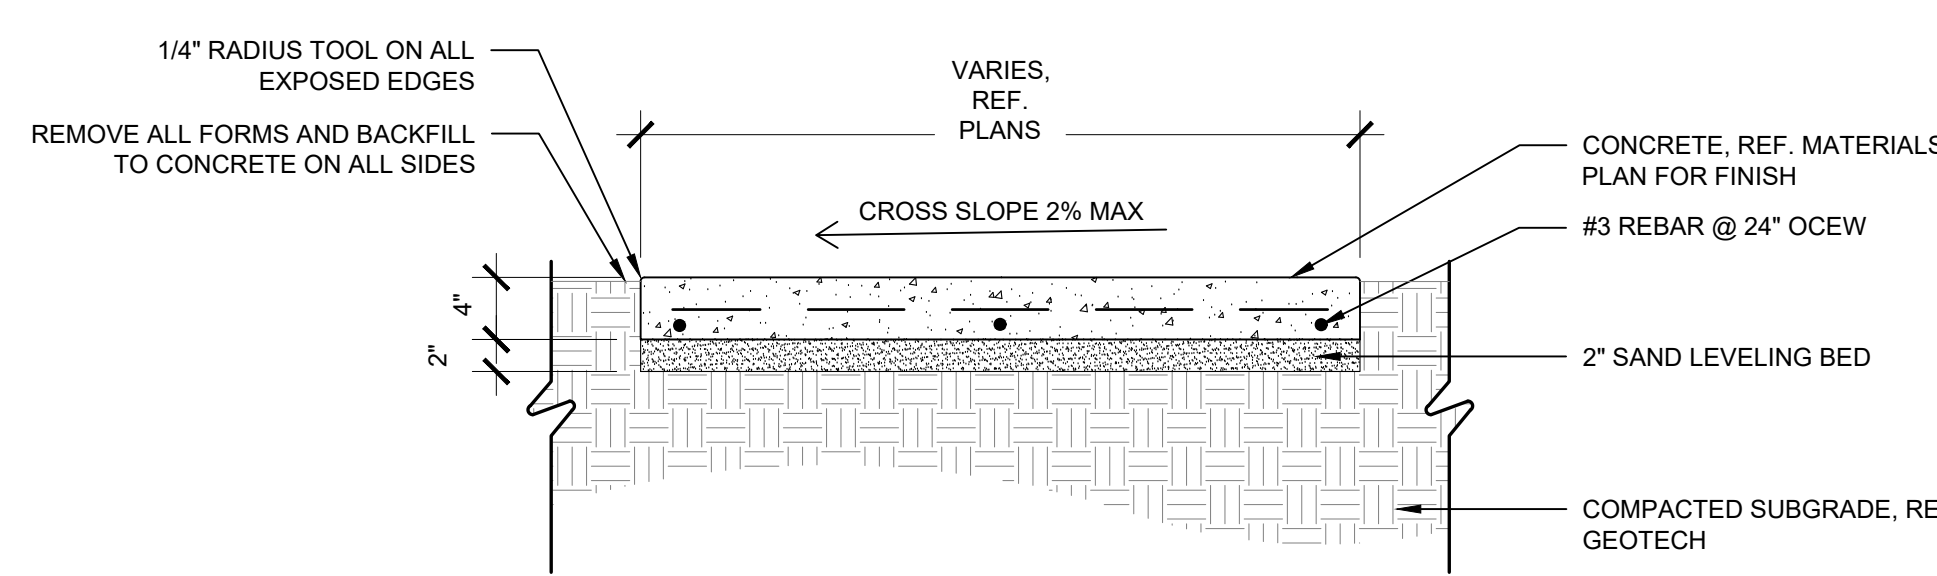 1/4" RADIUS TOOL ON ALL
EXPOSED EDGES
REMOVE ALL FORMS AND BACKFILL
TO CONCRETE ON ALL SIDES
VARIES,
REF.
PLANS
CROSS SLOPE 2% MAX
4"
2"
CONCRETE, REF. MATERIALS
PLAN FOR FINISH
#3 REBAR @ 24" OCEW
2" SAND LEVELING BED
COMPACTED SUBGRADE,
GEOTECH